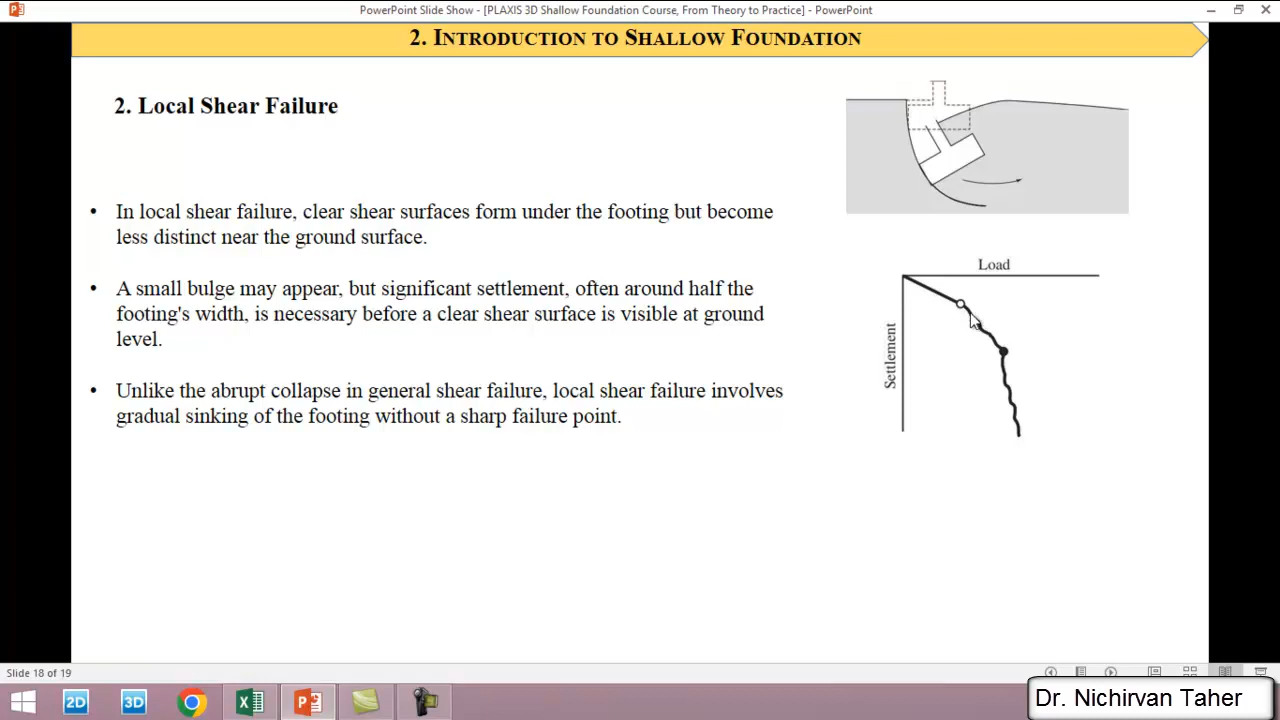 PowerPoint Slide Show - [PLAXIS 3D Shallow Foundation Course, From Theory to Practice] - PowerPoint
2. INTRODUCTION TO SHALLOW FOUNDATION
2. Local Shear Failure
• In local shear failure, clear shear surfaces form under the footing but become
less distinct near the ground surface.
• A small bulge may appear, but significant settlement, often around half the
footing's width, is necessary before a clear shear surface is visible at ground
level.
• Unlike the abrupt collapse in general shear failure, local shear failure involves
gradual sinking of the footing without a sharp failure point.
Load
Settlement
Slide 18 of 19
2D
3D
Dr. Nichirvan Taher